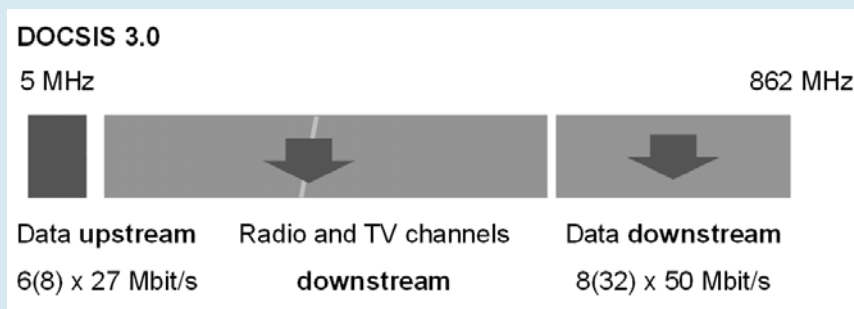 DOCSIS 3.0
5 MHz 862 MHz
Data upstream Radio and TV channels Data downstream
6(8) x 27 Mbit/s downstream 8(32) x 50 Mbit/s